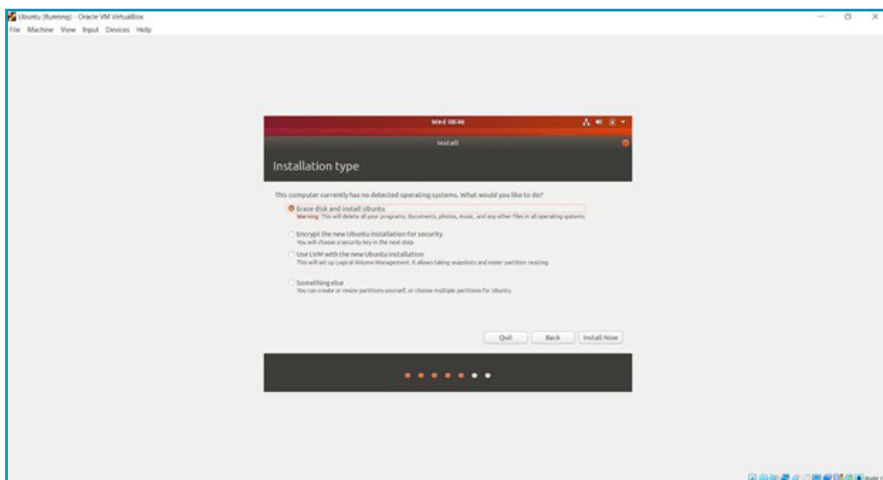 Ubuntu [Running] - Oracle VM VirtualBox
File Machine View Input Devices Help
Wed 08:46
Install
Installation type
This computer currently has no detected operating systems. What would you like to do?
Erase disk and install Ubuntu
Warning: This will delete all your programs, documents, photos, music, and any other files in all operating systems.
Encrypt the new Ubuntu installation for security
You will choose a security key in the next step.
Use LVM with the new Ubuntu installation
This will set up Logical Volume Management. It allows taking snapshots and easier partition resizing.
Something else
You can create or resize partitions yourself, or choose multiple partitions for Ubuntu.
Quit Back Install Now